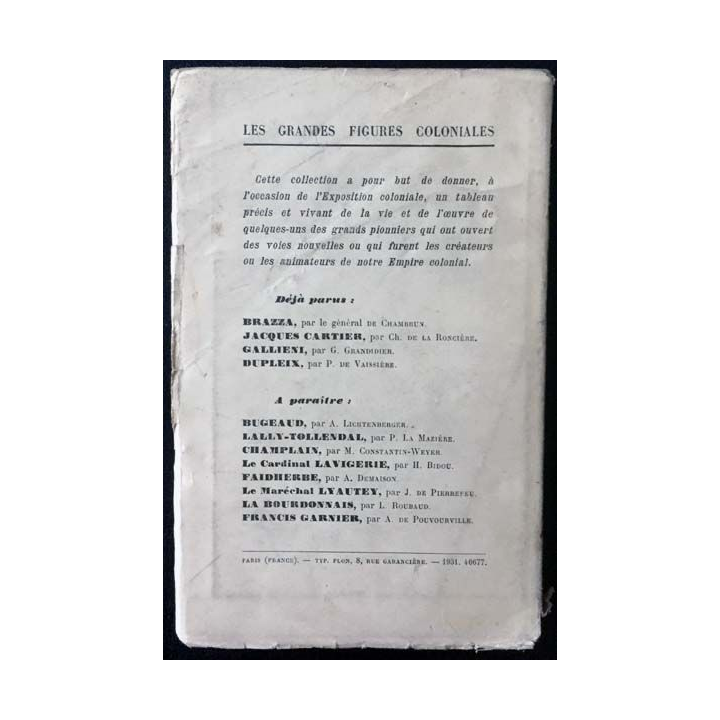 LES GRANDES FIGURES COLONIALES
Cette collection a pour but de donner, à
l'occasion de l'Exposition coloniale, un tableau
précis et vivant de la vie et de l'œuvre de
quelques-uns des grands pionniers qui ont ouvert
des voies nouvelles ou qui furent les créateurs
ou les animateurs de notre Empire colonial.
Déjà parus :
BRAZZA, par le général DE CHAMBRUN.
JACQUES CARTIER, par Ch. DE LA RONCIÈRE.
GALLIENI, par G. GRANDIDIER.
DUPLEIX, par P. DE VAISSIÈRE.
A paraître :
BUGEAUD, par A. LICHTENBERGER.
LALLY-TOLLENDAL, par P. LA MAZIÈRE.
CHAMPLAIN, par M. CONSTANTIN-WEYER.
Le Cardinal LAVIGERIE, par H. BIDOU.
FAIDHERBE, par A. DEMAISON.
Le Maréchal LYAUTEY, par J. DE PIERREFEU.
LA BOURDONNAIS, par L. ROUBAUD.
FRANCIS GARNIER, par A. DE POUVOURVILLE.
PARIS (FRANCE). — TYP. PLON, 8, RUE GARANCIÈRE. — 1931. 40677.